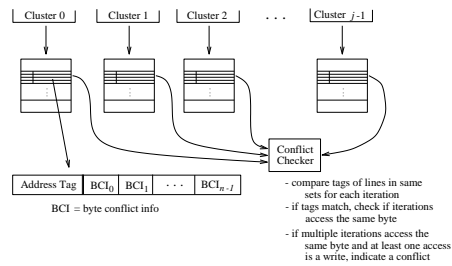 Cluster 0 Cluster 1 Cluster 2 . . . Cluster j-1
Conflict
Checker
Address Tag BCI0 BCI1 · · · BCIn-1
BCI = byte conflict info
- compare tags of lines in same
sets for each iteration
- if tags match, check if iterations
access the same byte
- if multiple iterations access the
same byte and at least one access
is a write, indicate a conflict